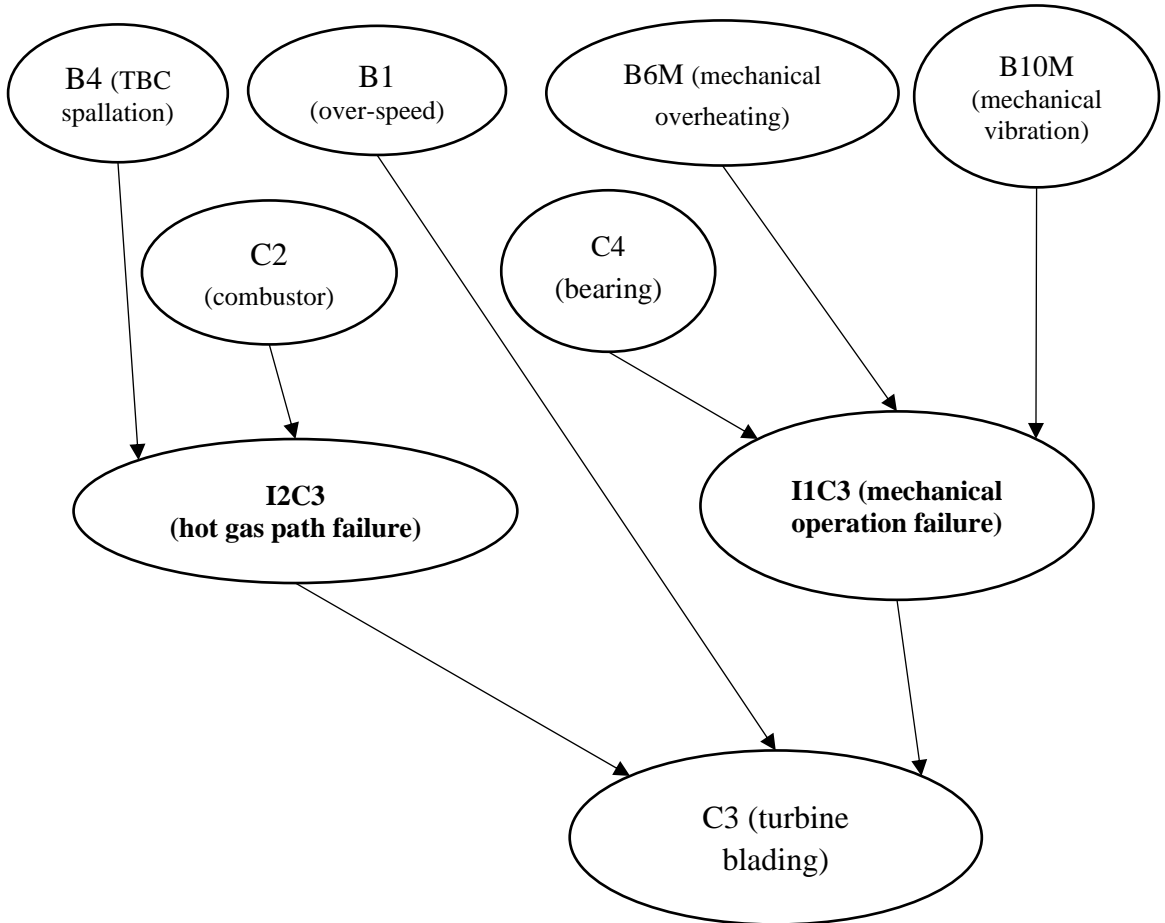 B4 (TBC
spallation)
B1
(over-speed)
B6M (mechanical
overheating)
B10M
(mechanical
vibration)
C2
(combustor)
C4
(bearing)
I2C3
(hot gas path failure)
I1C3 (mechanical
operation failure)
C3 (turbine
blading)